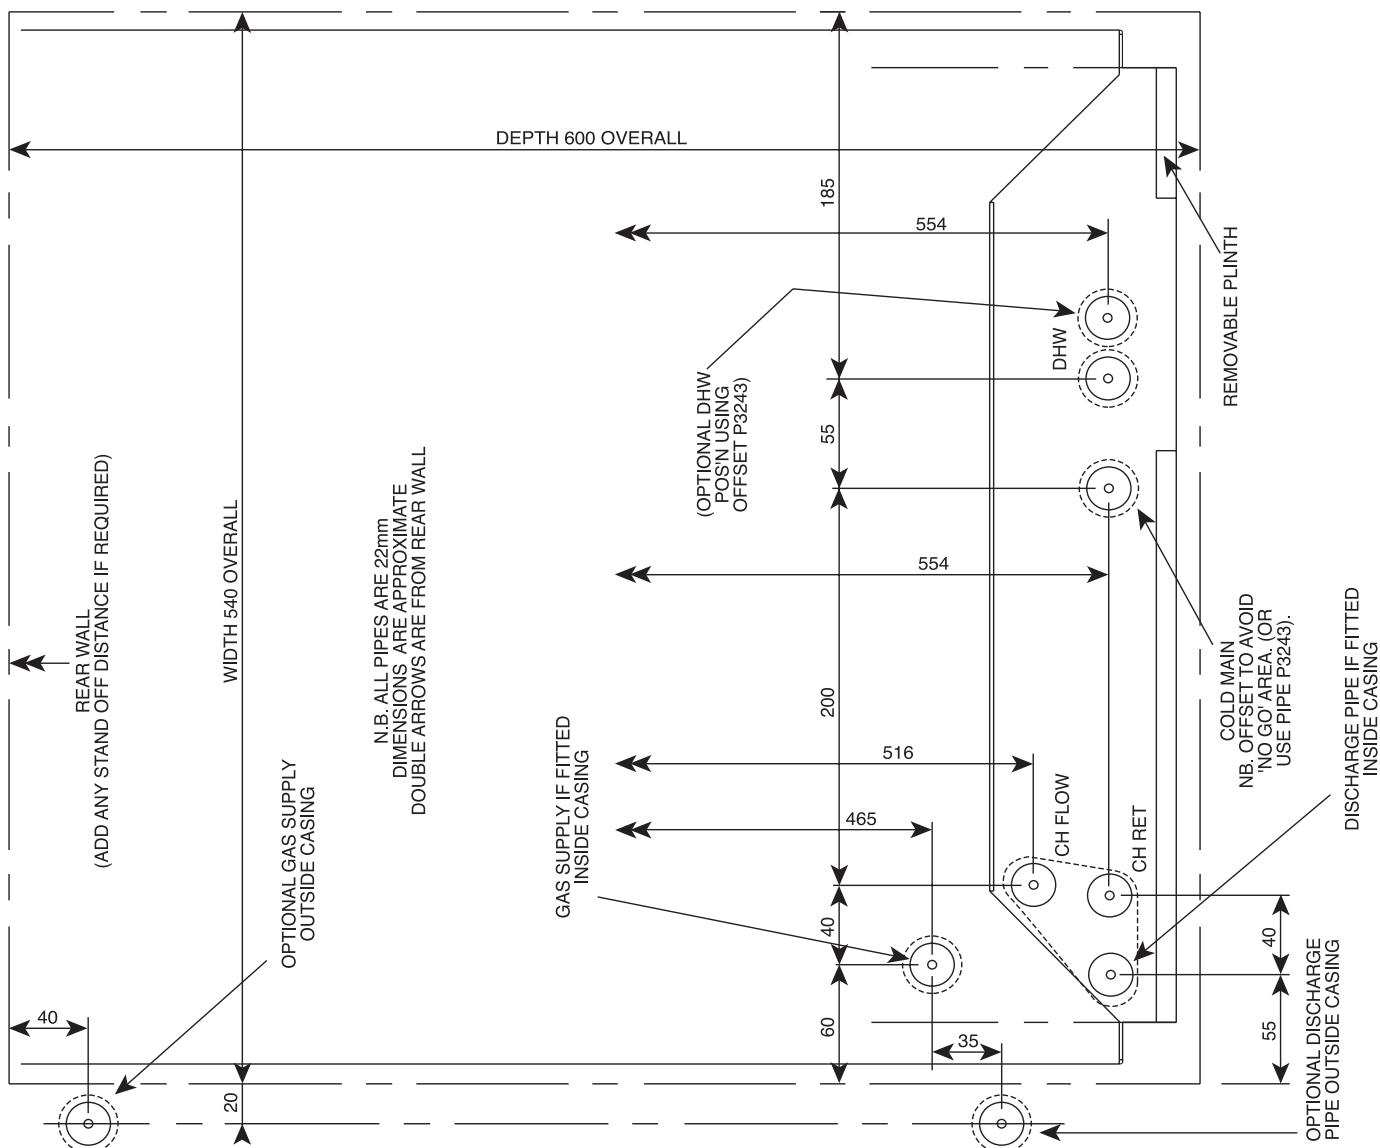 DEPTH 600 OVERALL
185
554
REMOVABLE PLINTH
DHW
(OPTIONAL DHW
POS'N USING
OFFSET P3243)
55
REAR WALL
(ADD ANY STAND OFF DISTANCE IF REQUIRED)
WIDTH 540 OVERALL
N.B. ALL PIPES ARE 22mm
DIMENSIONS ARE APPROXIMATE
DOUBLE ARROWS ARE FROM REAR WALL
554
200
COLD MAIN
NB. OFFSET TO AVOID
'NO GO' AREA. (OR
USE PIPE P3243).
DISCHARGE PIPE IF FITTED
INSIDE CASING
516
465
CH FLOW
CH RET
GAS SUPPLY IF FITTED
INSIDE CASING
OPTIONAL GAS SUPPLY
OUTSIDE CASING
40
40
40
60
35
55
20
OPTIONAL DISCHARGE
PIPE OUTSIDE CASING